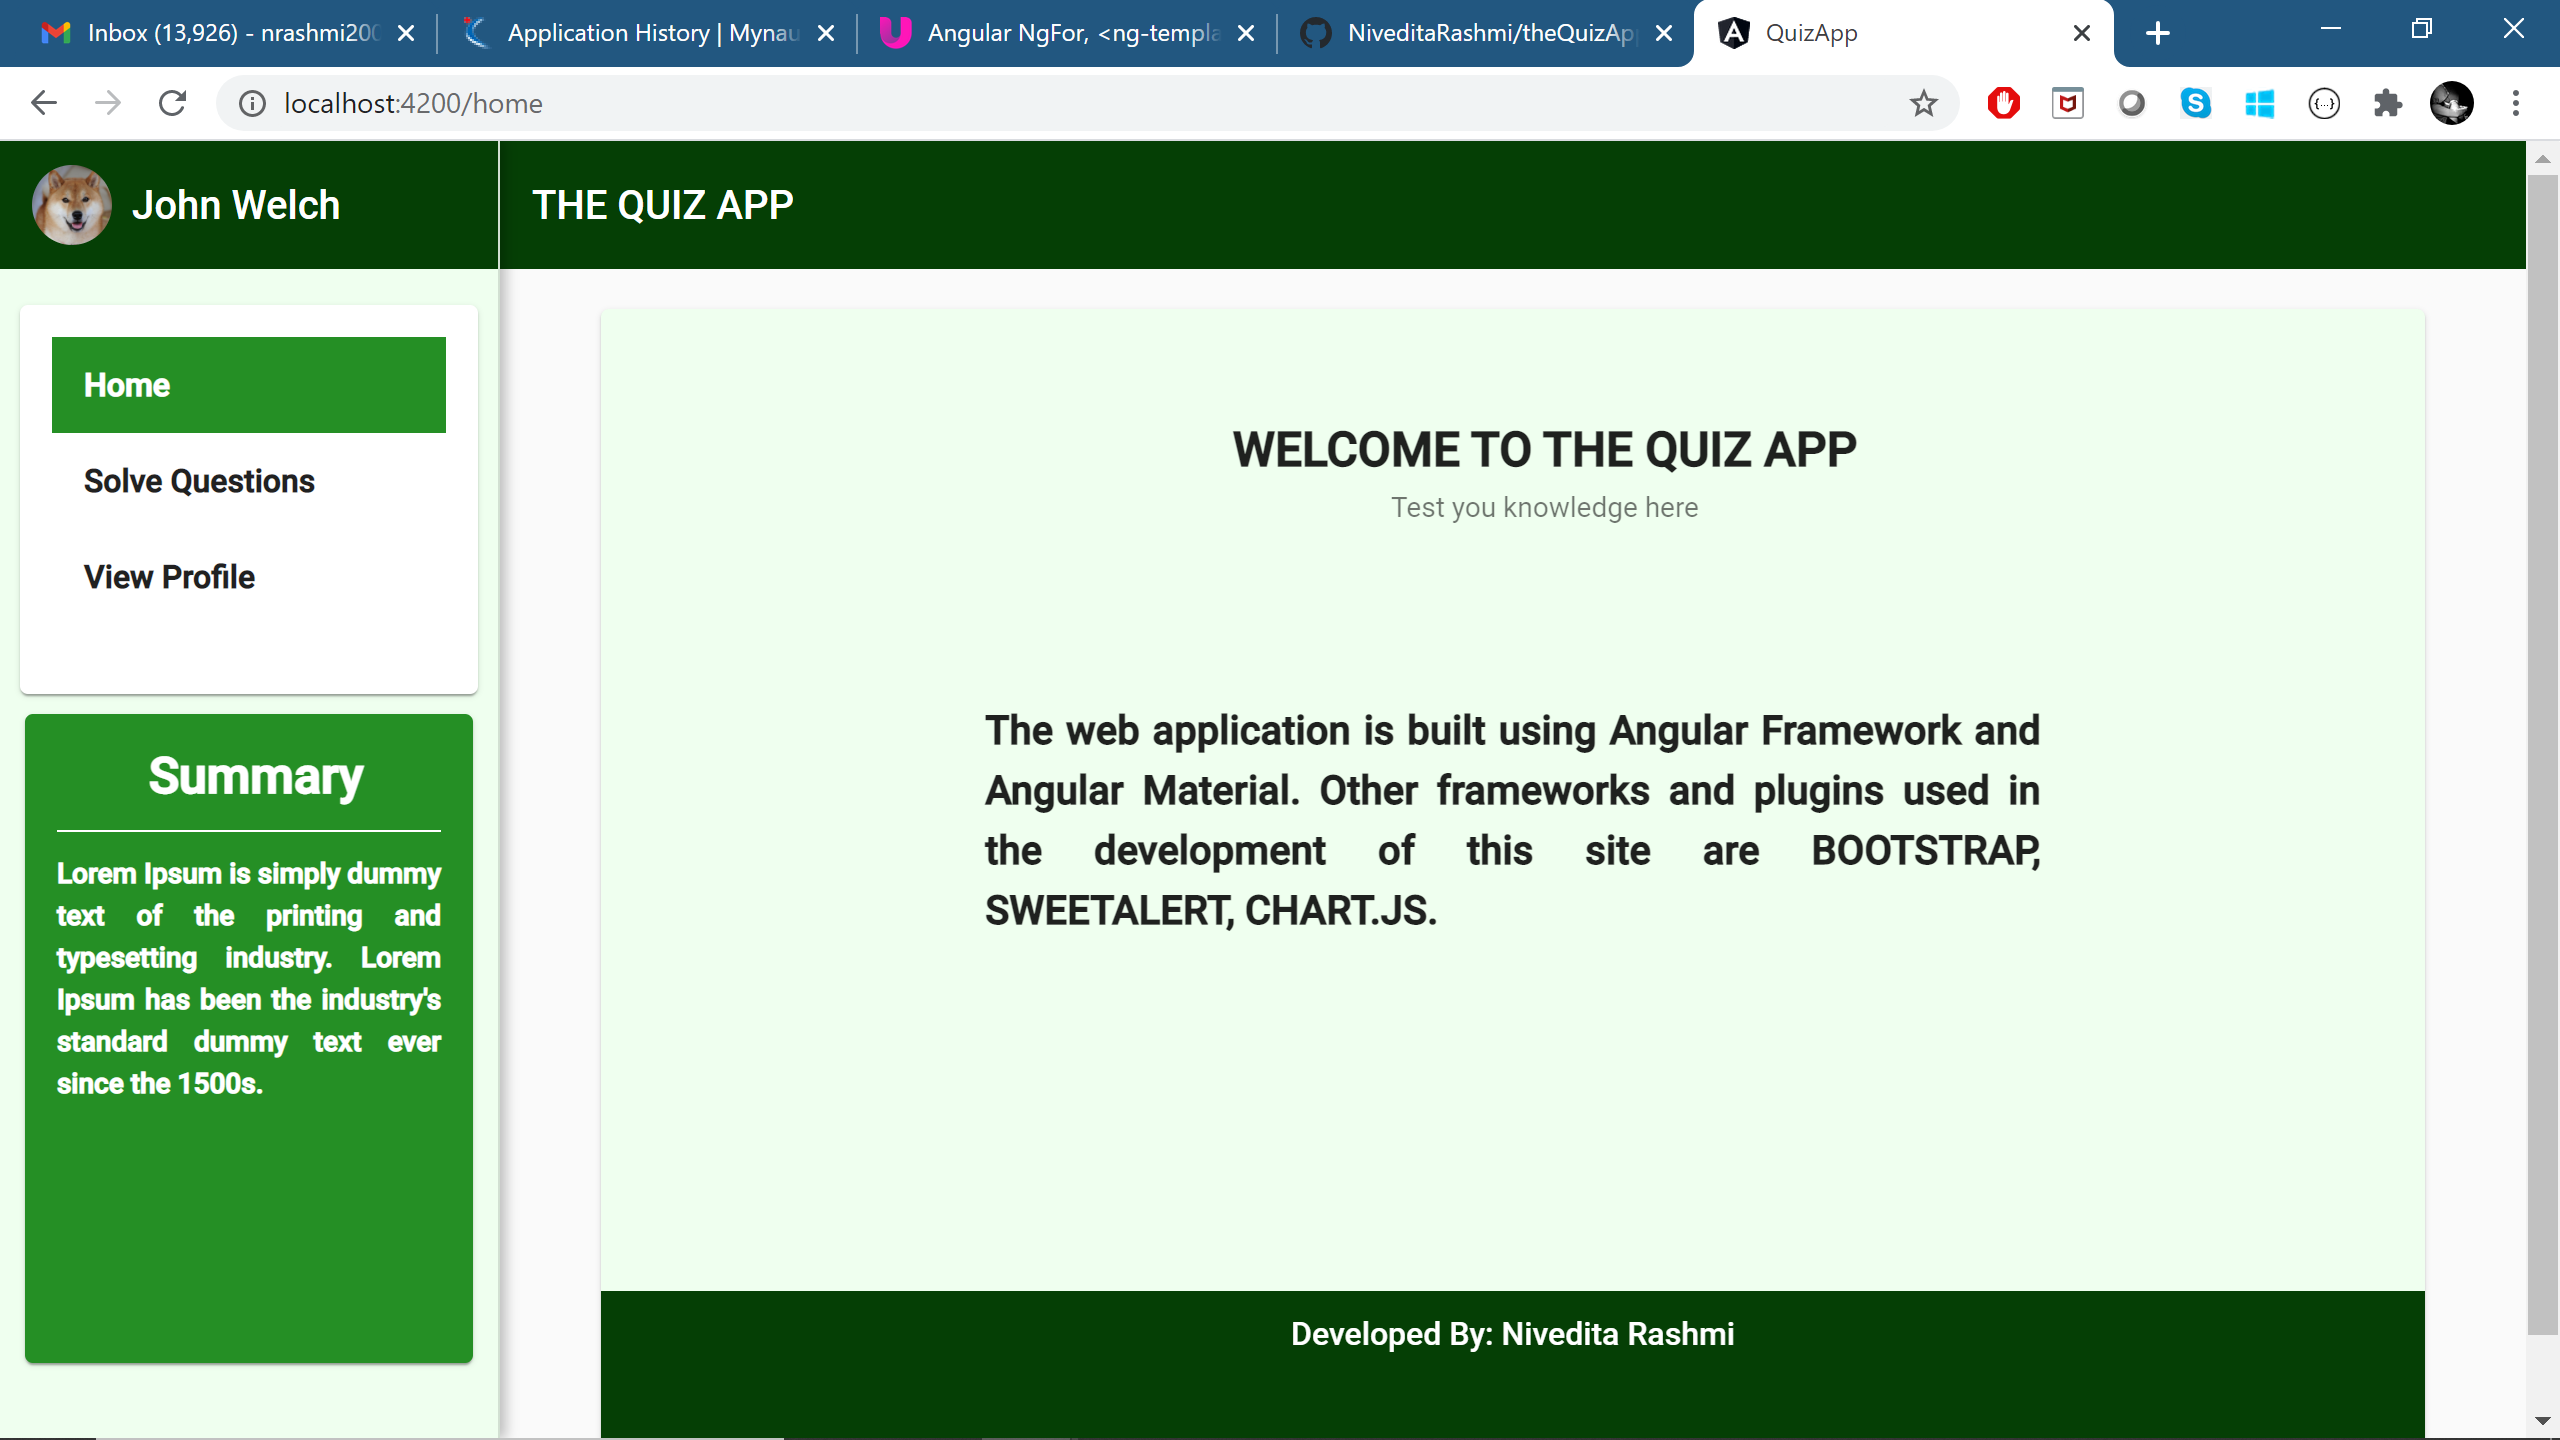 Inbox (13,926) - nrashmi200
Application History | Mynau
Angular NgFor, <ng-templa
NiveditaRashmi/theQuizAp
QuizApp
localhost:4200/home
John Welch
THE QUIZ APP
Home
Solve Questions
View Profile
Summary
Lorem Ipsum is simply dummy
text of the printing and
typesetting industry. Lorem
Ipsum has been the industry's
standard dummy text ever
since the 1500s.
WELCOME TO THE QUIZ APP
Test you knowledge here
The web application is built using Angular Framework and
Angular Material. Other frameworks and plugins used in
the development of this site are BOOTSTRAP,
SWEETALERT, CHART.JS.
Developed By: Nivedita Rashmi